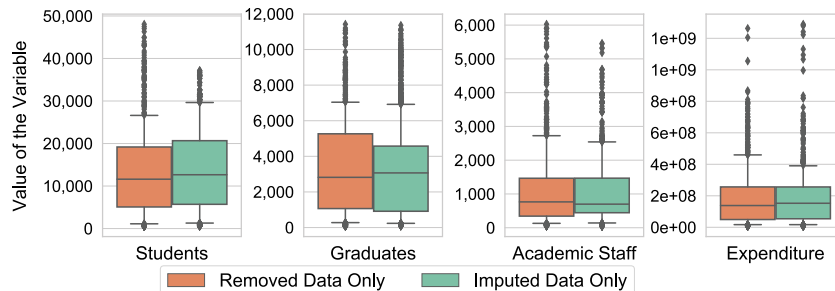 Value of the Variable
50,000
40,000
30,000
20,000
10,000
0
Students
12,000
10,000
8,000
6,000
4,000
2,000
0
Graduates
6,000
5,000
4,000
3,000
2,000
1,000
0
Academic Staff
1e+09
1e+09
8e+08
6e+08
4e+08
2e+08
0e+00
Expenditure
Removed Data Only
Imputed Data Only